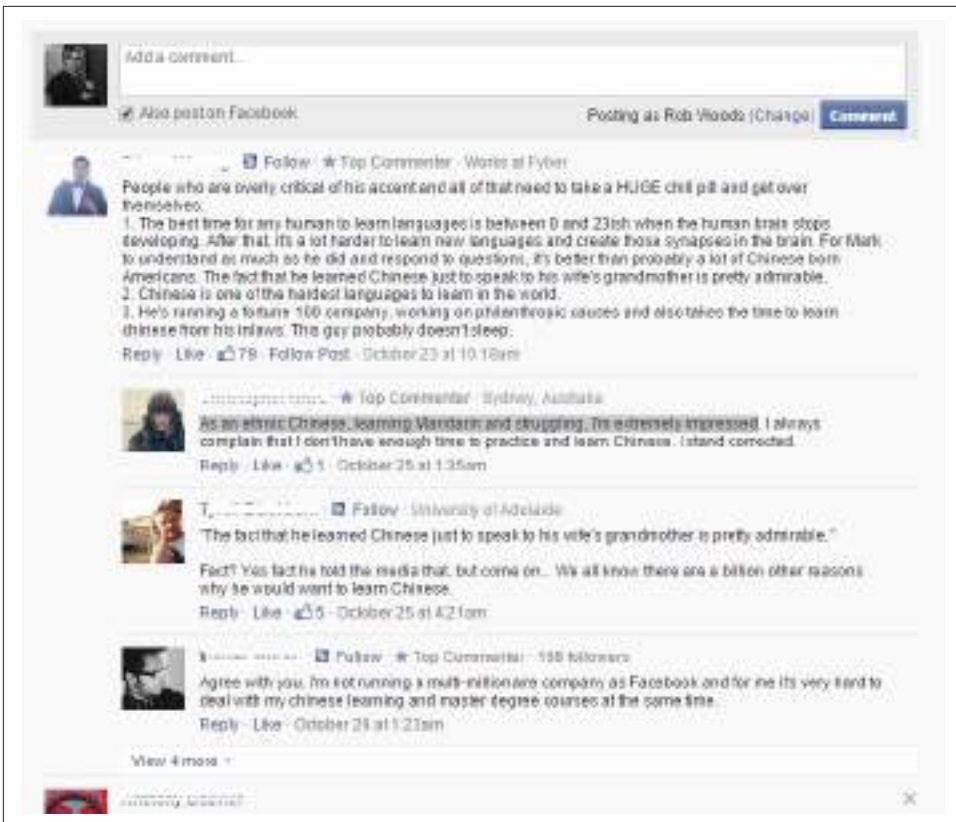 Add a comment...
Also post on Facebook
Posting as Rob Woods (Change) Comment
Follow · Top Commenter · Works at Fyber
People who are overly critical of his accent and all of that need to take a HUGE chill pill and get over
themselves.
1. The best time for any human to learn languages is between 0 and 23ish when the human brain stops
developing. After that, it's a lot harder to learn new languages and create those synapses in the brain. For Mark
to understand as much as he did and respond to questions, it's better than probably a lot of Chinese born
Americans. The fact that he learned Chinese just to speak to his wife's grandmother is pretty admirable.
2. Chinese is one of the hardest languages to learn in the world.
3. He's running a fortune 100 company, working on philanthropic causes and also takes the time to learn
chinese from his inlaws. This guy probably doesn't sleep.
Reply · Like · 79 · Follow Post · October 23 at 10:18am
Top Commenter · Sydney, Australia
As an ethnic Chinese, learning Mandarin and struggling, I'm extremely impressed. I always
complain that I don't have enough time to practice and learn Chinese. I stand corrected.
Reply · Like · 1 · October 25 at 1:35am
Follow · University of Adelaide
"The fact that he learned Chinese just to speak to his wife's grandmother is pretty admirable."
Fact? Yes fact he told the media that, but come on... We all know there are a billion other reasons
why he would want to learn Chinese.
Reply · Like · 5 · October 25 at 4:21am
Follow · Top Commenter · followers
Agree with you, I'm not running a multi-millionaire company as Facebook and for me it's very hard to
deal with my chinese learning and master degree courses at the same time.
Reply · Like · October 26 at 1:23am
View 4 more